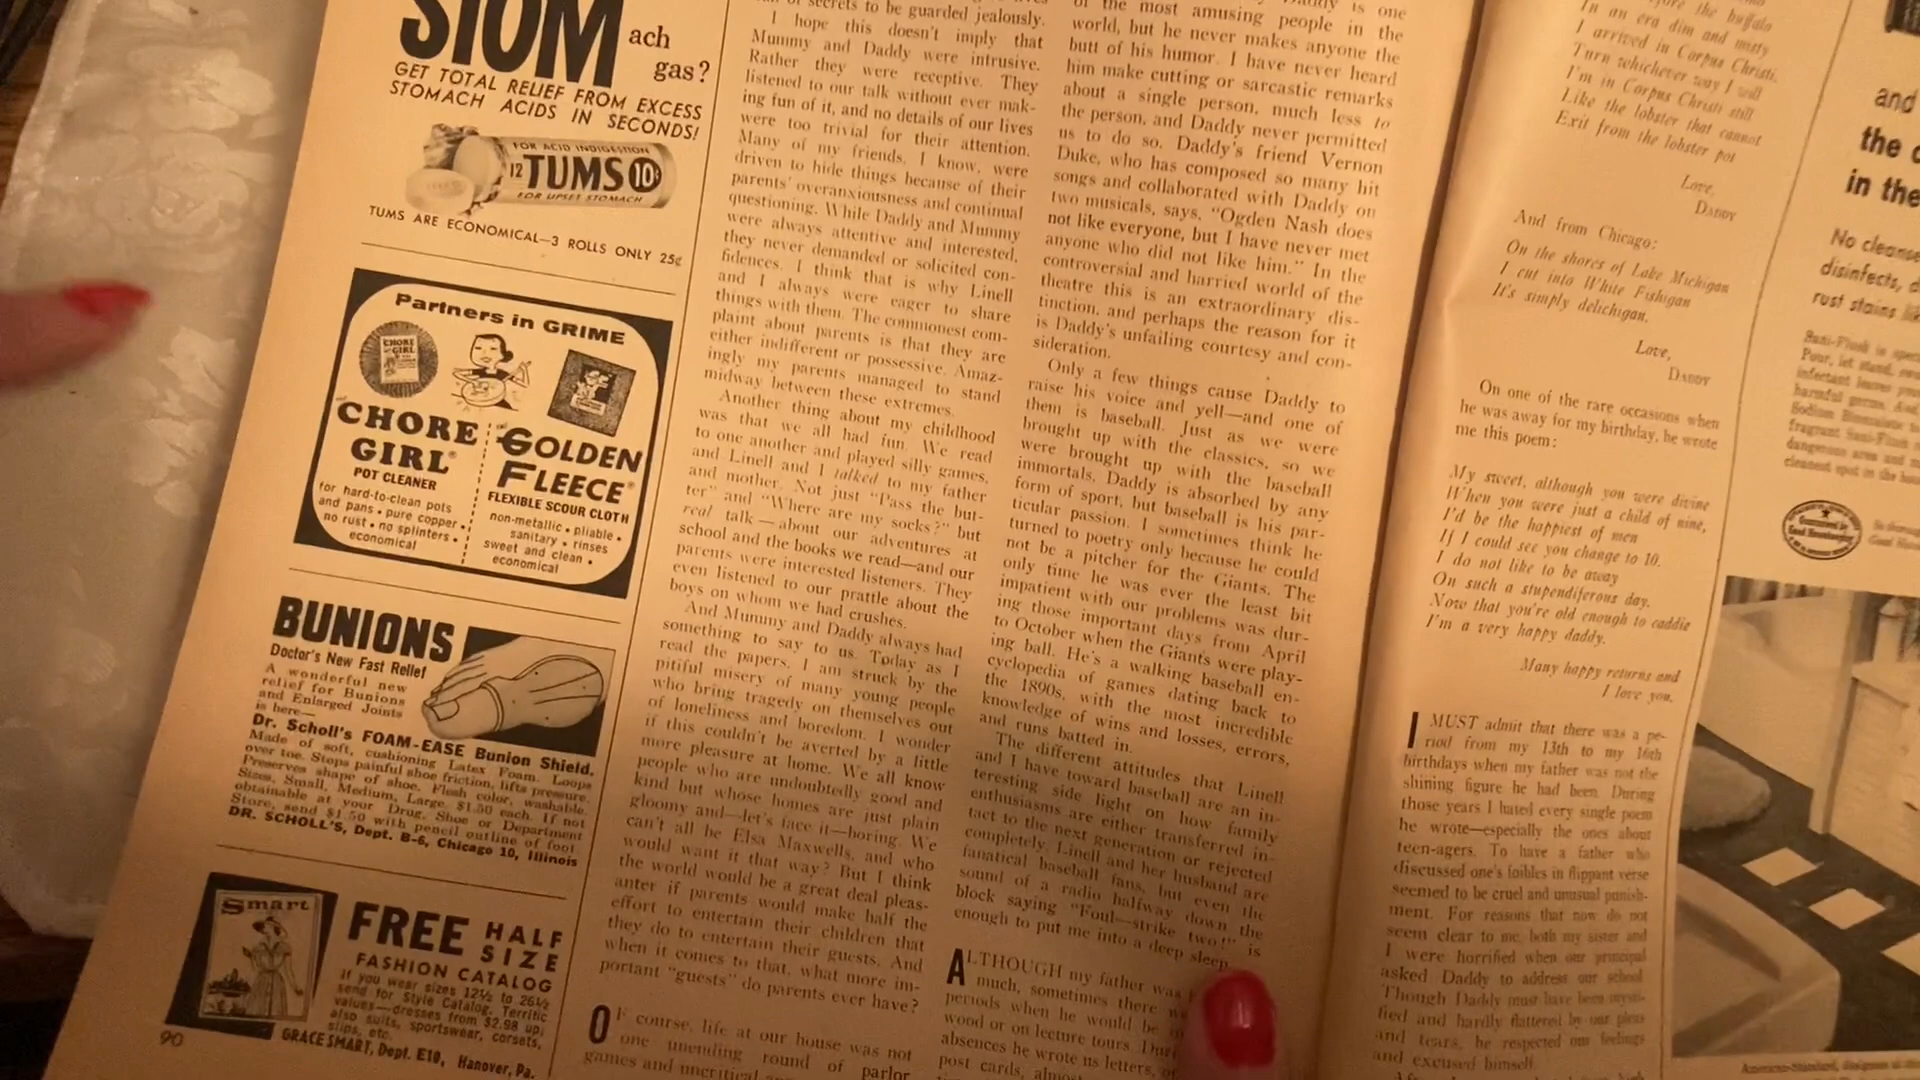 STOM
ach
gas?
GET TOTAL RELIEF FROM EXCESS
STOMACH ACIDS IN SECONDS!
FOR ACID INDIGESTION
12 TUMS 10¢
FOR UPSET STOMACH
TUMS ARE ECONOMICAL—3 ROLLS ONLY 25¢
Partners in GRIME
CHORE
GIRL
CHORE
GIRL®
POT CLEANER
for hard-to-clean pots
and pans • pure copper •
no rust • no splinters •
economical
GOLDEN
FLEECE®
FLEXIBLE SCOUR CLOTH
non-metallic • pliable •
sanitary • rinses
sweet and clean •
economical
BUNIONS
Doctor's New Fast Relief
A wonderful new
relief for Bunions
and Enlarged Joints
is here—
Dr. Scholl's FOAM-EASE Bunion Shield.
Made of soft, cushioning Latex Foam. Loops
over toe. Stops painful shoe friction, lifts pressure.
Preserves shape of shoe. Flesh color, washable.
Sizes, Small, Medium, Large. $1.50 each. If not
obtainable at your Drug, Shoe or Department
Store, send $1.50 with pencil outline of foot.
DR. SCHOLL'S, Dept. B-6, Chicago 10, Illinois
Smart
FREE HALF
SIZE
FASHION CATALOG
If you wear sizes 12½ to 26½
send for Style Catalog. Terrific
values—dresses from $2.98 up;
also suits, sportswear, corsets,
slips, etc.
GRACE SMART, Dept. E19, Hanover, Pa.
90
of secrets to be guarded jealously.
I hope this doesn't imply that
Mummy and Daddy were intrusive.
Rather they were receptive. They
listened to our talk without ever mak-
ing fun of it, and no details of our lives
were too trivial for their attention.
Many of my friends, I know, were
driven to hide things because of their
parents' overanxiousness and continual
questioning. While Daddy and Mummy
were always attentive and interested,
they never demanded or solicited con-
fidences. I think that is why Linell
and I always were eager to share
things with them. The commonest com-
plaint about parents is that they are
either indifferent or possessive. Amaz-
ingly my parents managed to stand
midway between these extremes.
Another thing about my childhood
was that we all had fun. We read
to one another and played silly games,
and Linell and I talked to my father
and mother. Not just "Pass the but-
ter" and "Where are my socks?" but
real talk—about our adventures at
school and the books we read—and our
parents were interested listeners. They
even listened to our prattle about the
boys on whom we had crushes.
And Mummy and Daddy always had
something to say to us. Today as I
read the papers, I am struck by the
pitiful misery of many young people
who bring tragedy on themselves out
of loneliness and boredom. I wonder
if this couldn't be averted by a little
more pleasure at home. We all know
people who are undoubtedly good and
kind but whose homes are just plain
gloomy and—let's face it—boring. We
can't all be Elsa Maxwells, and who
would want it that way? But I think
the world would be a great deal pleas-
anter if parents would make half the
effort to entertain their children that
they do to entertain their guests. And
when it comes to that, what more im-
portant "guests" do parents ever have?
OF course, life at our house was not
one unending round of parlor
games and uncritical
Daddy is one
of the most amusing people in the
world, but he never makes anyone the
butt of his humor. I have never heard
him make cutting or sarcastic remarks
about a single person, much less to
the person, and Daddy never permitted
us to do so. Daddy's friend Vernon
Duke, who has composed so many hit
songs and collaborated with Daddy on
two musicals, says, "Ogden Nash does
not like everyone, but I have never met
anyone who did not like him." In the
controversial and harried world of the
theatre this is an extraordinary dis-
tinction, and perhaps the reason for it
is Daddy's unfailing courtesy and con-
sideration.
Only a few things cause Daddy to
raise his voice and yell—and one of
them is baseball. Just as we were
brought up with the classics, so we
were brought up with the baseball
immortals. Daddy is absorbed by any
form of sport, but baseball is his par-
ticular passion. I sometimes think he
turned to poetry only because he could
not be a pitcher for the Giants. The
only time he was ever the least bit
impatient with our problems was dur-
ing those important days from April
to October when the Giants were play-
ing ball. He's a walking baseball en-
cyclopedia of games dating back to
the 1890s, with the most incredible
knowledge of wins and losses, errors,
and runs batted in.
The different attitudes that Linell
and I have toward baseball are an in-
teresting side light on how family
enthusiasms are either transferred in-
tact to the next generation or rejected
completely. Linell and her husband are
fanatical baseball fans, but even the
sound of a radio halfway down the
block saying "Foul—strike two!" is
enough to put me into a deep sleep.
ALTHOUGH my father was
much, sometimes there we
periods when he would be
wood or on lecture tours. Dur
absences he wrote us letters,
post cards, almos
the buffalo
In an era dim and misty
I arrived in Corpus Christi.
Turn whichever way I will
I'm in Corpus Christi still
Like the lobster that cannot
Exit from the lobster pot
Love,
DADDY
And from Chicago:
On the shores of Lake Michigan
I cut into White Fishigan
It's simply delichigan.
Love,
DADDY
On one of the rare occasions when
he was away for my birthday, he wrote
me this poem:
My sweet, although you were divine
When you were just a child of nine,
I'd be the happiest of men
If I could see you change to 10.
I do not like to be away
On such a stupendiferous day.
Now that you're old enough to caddie
I'm a very happy daddy.
Many happy returns and
I love you.
I MUST admit that there was a pe-
riod from my 13th to my 16th
birthdays when my father was not the
shining figure he had been. During
those years I hated every single poem
he wrote—especially the ones about
teen-agers. To have a father who
discussed one's foibles in flippant verse
seemed to be cruel and unusual punish-
ment. For reasons that now do not
seem clear to me, both my sister and
I were horrified when our principal
asked Daddy to address our school.
Though Daddy must have been mysti-
fied and hardly flattered by our pleas
and tears, he respected our feelings
and excused himself.
and
the
in the
No cleanse
disinfects, d
rust stains li
Sani-Flush is
Pour, let stand,
Guaranteed by
Good Housekeeping